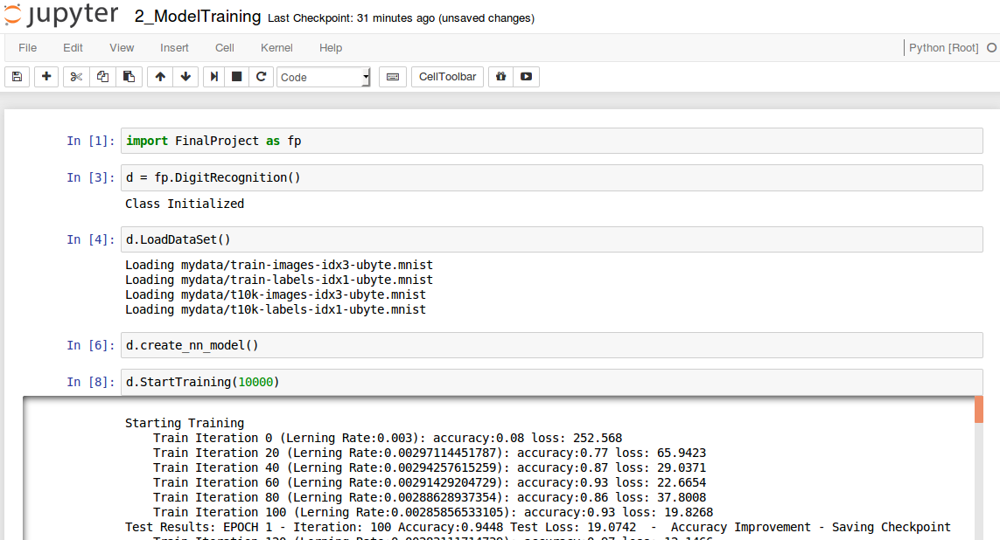 jupyter 2_ModelTraining Last Checkpoint: 31 minutes ago (unsaved changes)
File Edit View Insert Cell Kernel Help Python [Root]
Code CellToolbar
In [1]: import FinalProject as fp
In [3]: d = fp.DigitRecognition()
Class Initialized
In [4]: d.LoadDataSet()
Loading mydata/train-images-idx3-ubyte.mnist
Loading mydata/train-labels-idx1-ubyte.mnist
Loading mydata/t10k-images-idx3-ubyte.mnist
Loading mydata/t10k-labels-idx1-ubyte.mnist
In [6]: d.create_nn_model()
In [8]: d.StartTraining(10000)
Starting Training
Train Iteration 0 (Lerning Rate:0.003): accuracy:0.08 loss: 252.568
Train Iteration 20 (Lerning Rate:0.00297114451787): accuracy:0.77 loss: 65.9423
Train Iteration 40 (Lerning Rate:0.00294257615259): accuracy:0.87 loss: 29.0371
Train Iteration 60 (Lerning Rate:0.00291429204729): accuracy:0.93 loss: 22.6654
Train Iteration 80 (Lerning Rate:0.00288628937354): accuracy:0.86 loss: 37.8008
Train Iteration 100 (Lerning Rate:0.00285856533105): accuracy:0.93 loss: 19.8268
Test Results: EPOCH 1 - Iteration: 100 Accuracy:0.9448 Test Loss: 19.0742 - Accuracy Improvement - Saving Checkpoint